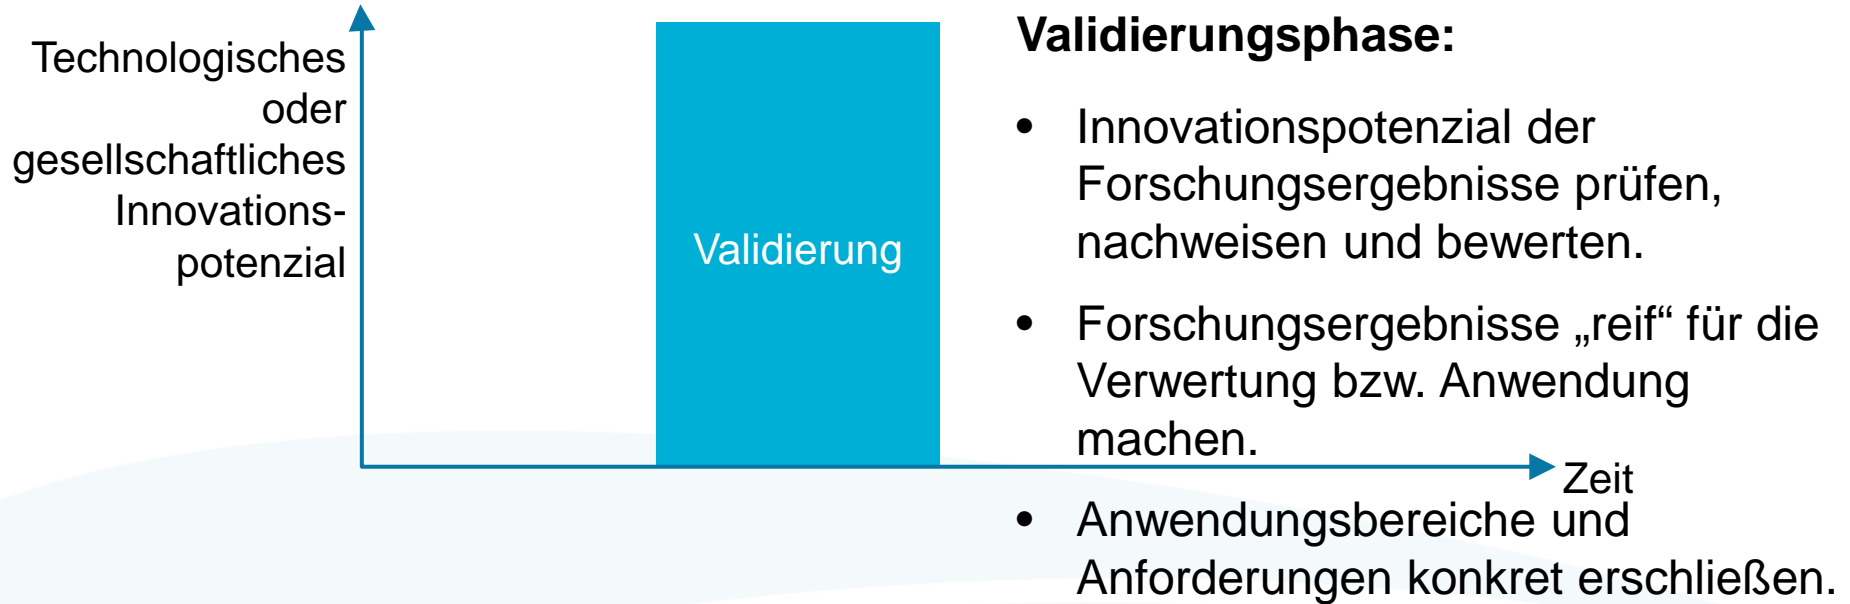 Technologisches
oder
gesellschaftliches
Innovations-
potenzial
Validierung
Validierungsphase:
• Innovationspotenzial der
Forschungsergebnisse prüfen,
nachweisen und bewerten.
• Forschungsergebnisse „reif“ für die
Verwertung bzw. Anwendung
machen.
Zeit
• Anwendungsbereiche und
Anforderungen konkret erschließen.